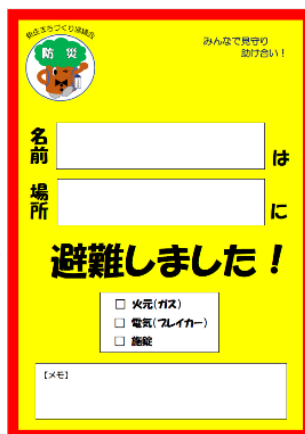 防災
みんなで見守り
助け合い！
名前
は
場所
に
避難しました！
□ 火元(ガス)
□ 電気(ブレイカー)
□ 施錠
【メモ】